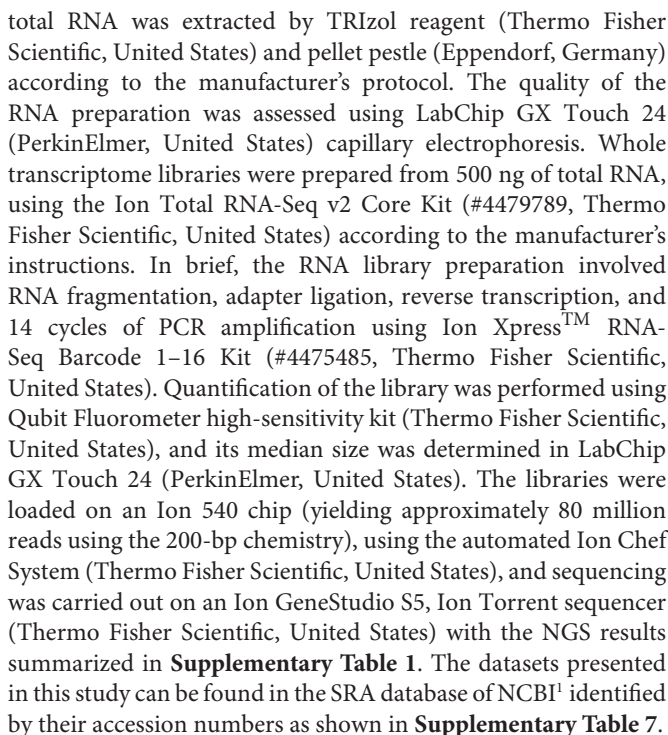 total RNA was extracted by TRIzol reagent (Thermo Fisher
Scientific, United States) and pellet pestle (Eppendorf, Germany)
according to the manufacturer’s protocol. The quality of the
RNA preparation was assessed using LabChip GX Touch 24
(PerkinElmer, United States) capillary electrophoresis. Whole
transcriptome libraries were prepared from 500 ng of total RNA,
using the Ion Total RNA-Seq v2 Core Kit (#4479789, Thermo
Fisher Scientific, United States) according to the manufacturer’s
instructions. In brief, the RNA library preparation involved
RNA fragmentation, adapter ligation, reverse transcription, and
14 cycles of PCR amplification using Ion Xpress™ RNA-
Seq Barcode 1–16 Kit (#4475485, Thermo Fisher Scientific,
United States). Quantification of the library was performed using
Qubit Fluorometer high-sensitivity kit (Thermo Fisher Scientific,
United States), and its median size was determined in LabChip
GX Touch 24 (PerkinElmer, United States). The libraries were
loaded on an Ion 540 chip (yielding approximately 80 million
reads using the 200-bp chemistry), using the automated Ion Chef
System (Thermo Fisher Scientific, United States), and sequencing
was carried out on an Ion GeneStudio S5, Ion Torrent sequencer
(Thermo Fisher Scientific, United States) with the NGS results
summarized in Supplementary Table 1. The datasets presented
in this study can be found in the SRA database of NCBI¹ identified
by their accession numbers as shown in Supplementary Table 7.